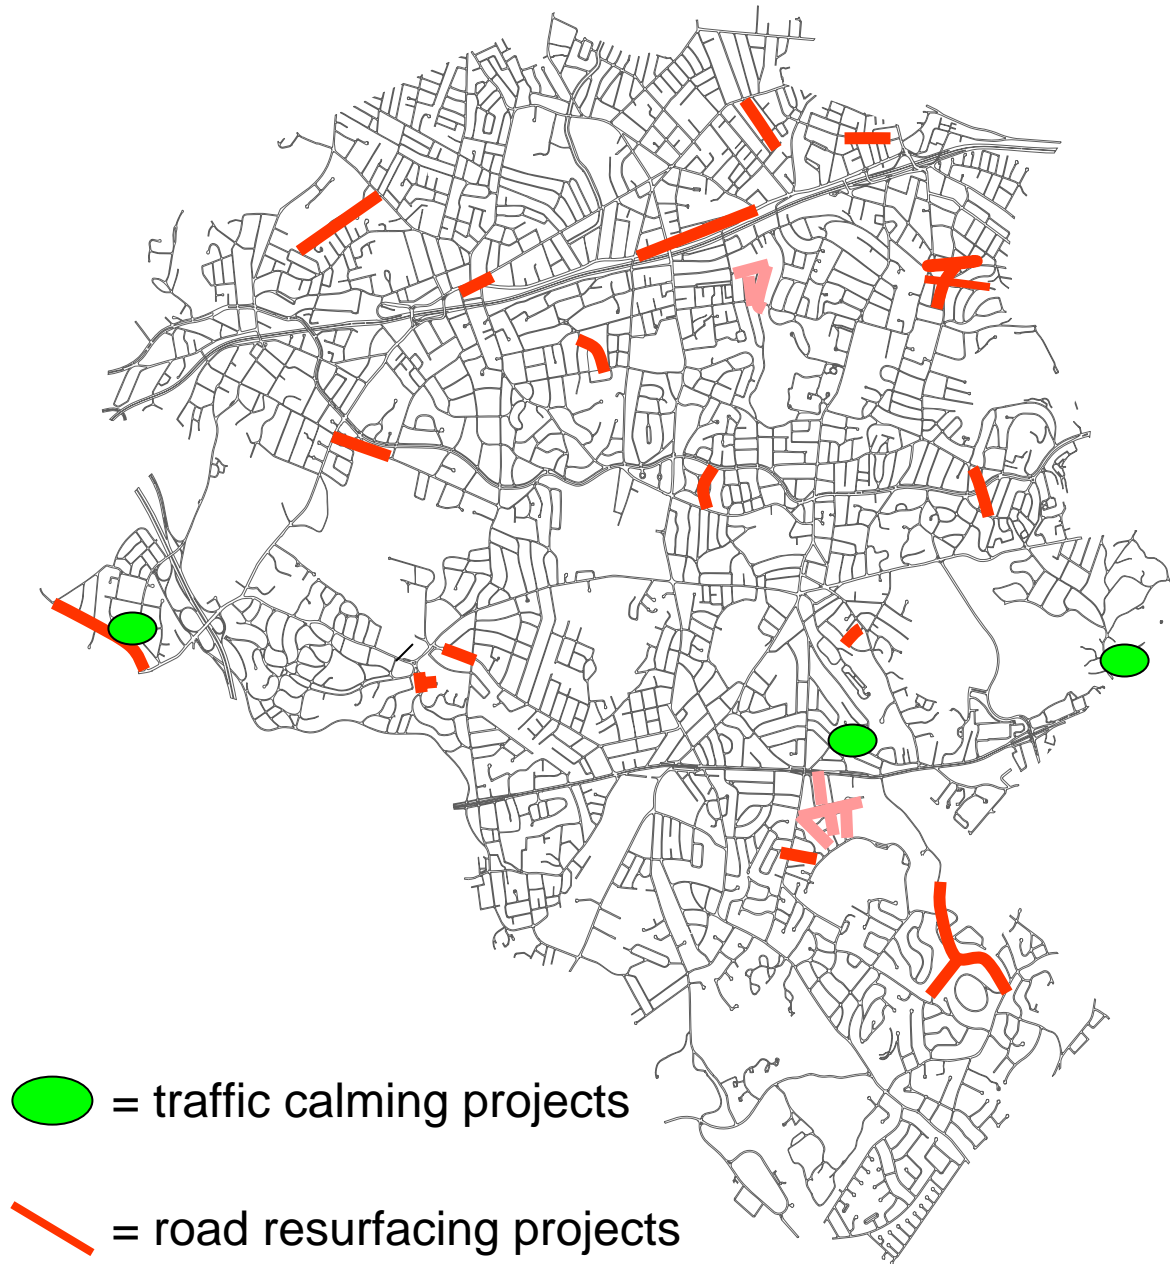 = traffic calming projects
= road resurfacing projects